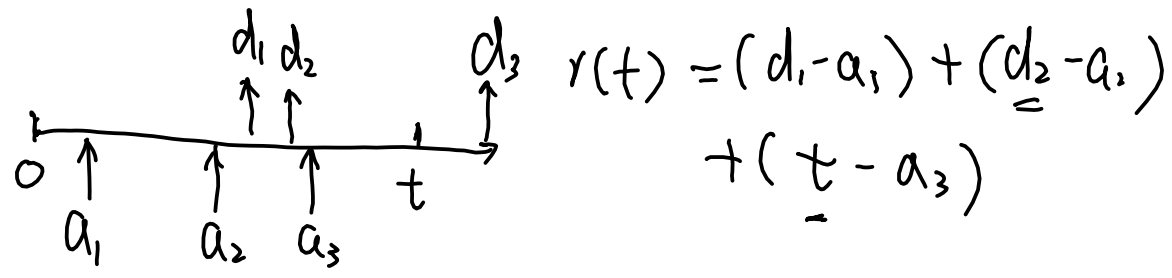 d₁ d₂ d₃
0 t
a₁ a₂ a₃
r(t) = (d₁-a₁) + (d₂-a₂)
+ (t - a₃)